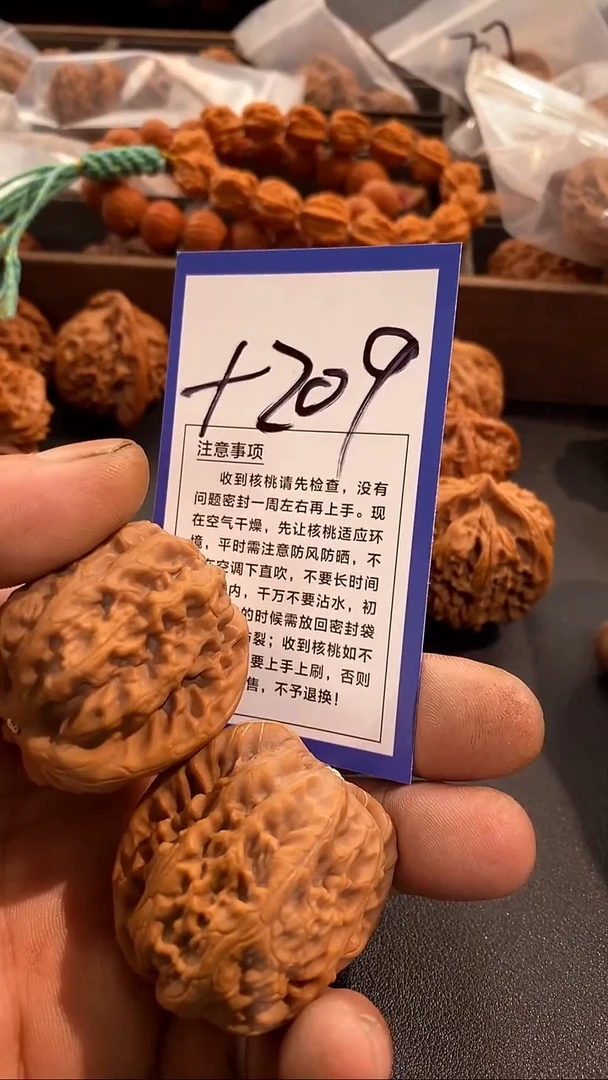 +209
注意事项
收到核桃请先检查，没有
问题密封一周左右再上手。现
在空气干燥，先让核桃适应环
境，平时需注意防风防晒，不
空调下直吹，不要长时间
内，千万不要沾水，初
的时候需放回密封袋
裂；收到核桃如不
要上手上刷，否则
售，不予退换！